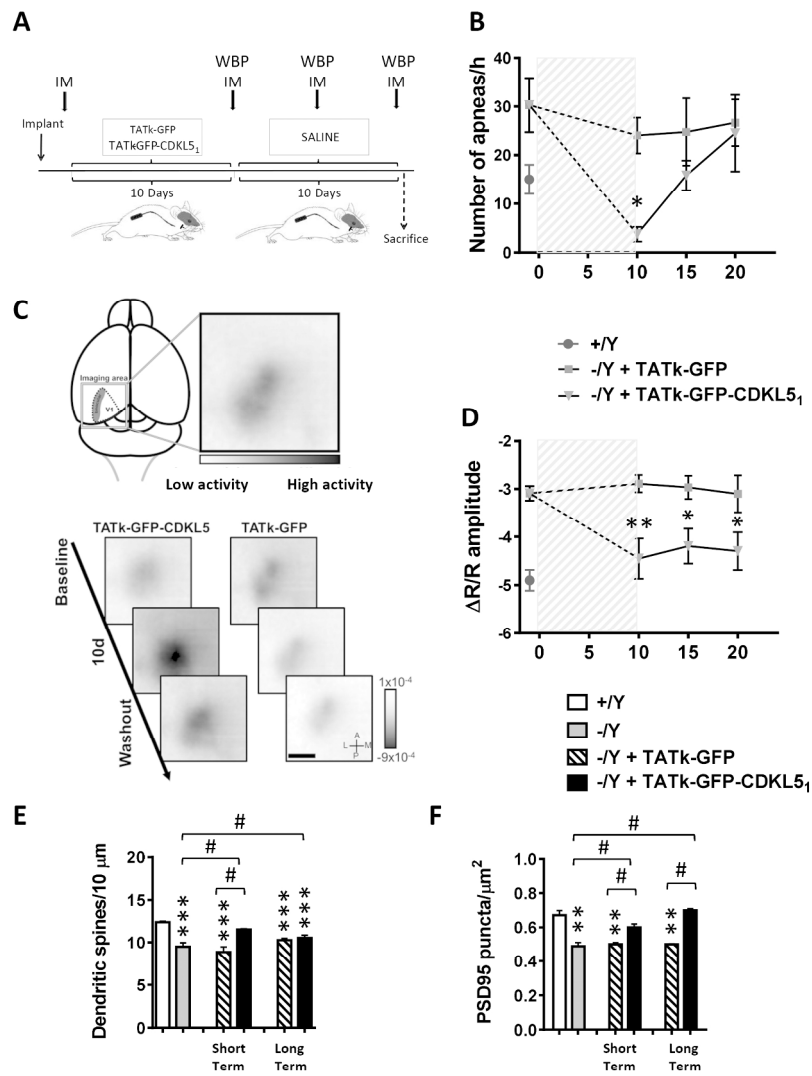 A
WBP WBP WBP
IM IM IM IM
Implant
TATk-GFP
TATkGFP-CDKL5₁
SALINE
10 Days 10 Days
Sacrifice
B
Number of apneas/h
40
30
20
10
0
0 5 10 15 20
*
+/Y
-/Y + TATk-GFP
-/Y + TATk-GFP-CDKL5₁
C
Imaging area
V1
Low activity High activity
TATk-GFP-CDKL5 TATk-GFP
Baseline
10d
Washout
A
L M
P
1x10⁻⁴
-9x10⁻⁴
D
ΔR/R amplitude
-2
-3
-4
-5
-6
0 5 10 15 20
** * *
+/Y
-/Y
-/Y + TATk-GFP
-/Y + TATk-GFP-CDKL5₁
E
Dendritic spines/10 μm
20
15
10
5
0
#
#
#
*** *** *** ***
Short Term
Long Term
F
PSD95 puncta/μm²
1.0
0.8
0.6
0.4
0.2
0.0
#
#
# #
** ** **
Short Term
Long Term